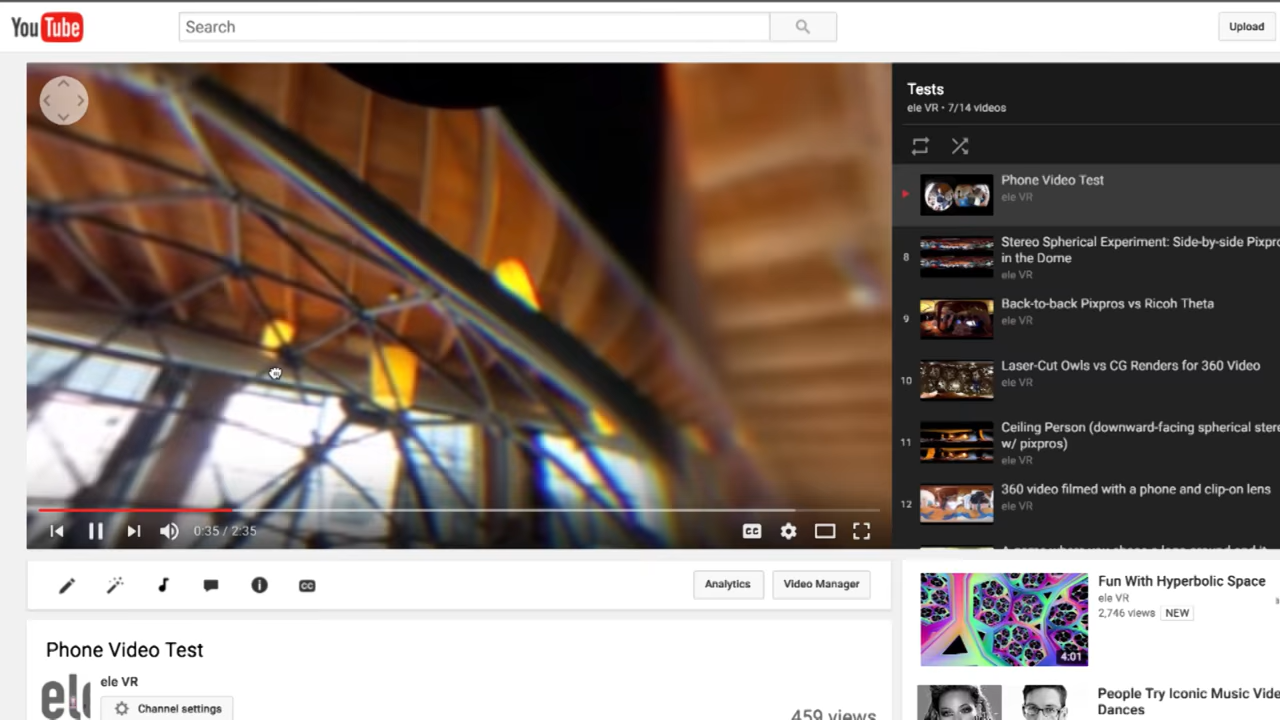 YouTube
Search
Upload
Tests
ele VR • 7/14 videos
Phone Video Test
ele VR
8
Stereo Spherical Experiment: Side-by-side Pixpro
in the Dome
ele VR
9
Back-to-back Pixpros vs Ricoh Theta
ele VR
10
Laser-Cut Owls vs CG Renders for 360 Video
ele VR
11
Ceiling Person (downward-facing spherical stere
w/ pixpros)
ele VR
12
360 video filmed with a phone and clip-on lens
ele VR
0:35 / 2:35
CC
CC
Analytics
Video Manager
Phone Video Test
ele
ele VR
Channel settings
459 views
Fun With Hyperbolic Space
ele VR
2,746 views NEW
4:01
People Try Iconic Music Vide
Dances